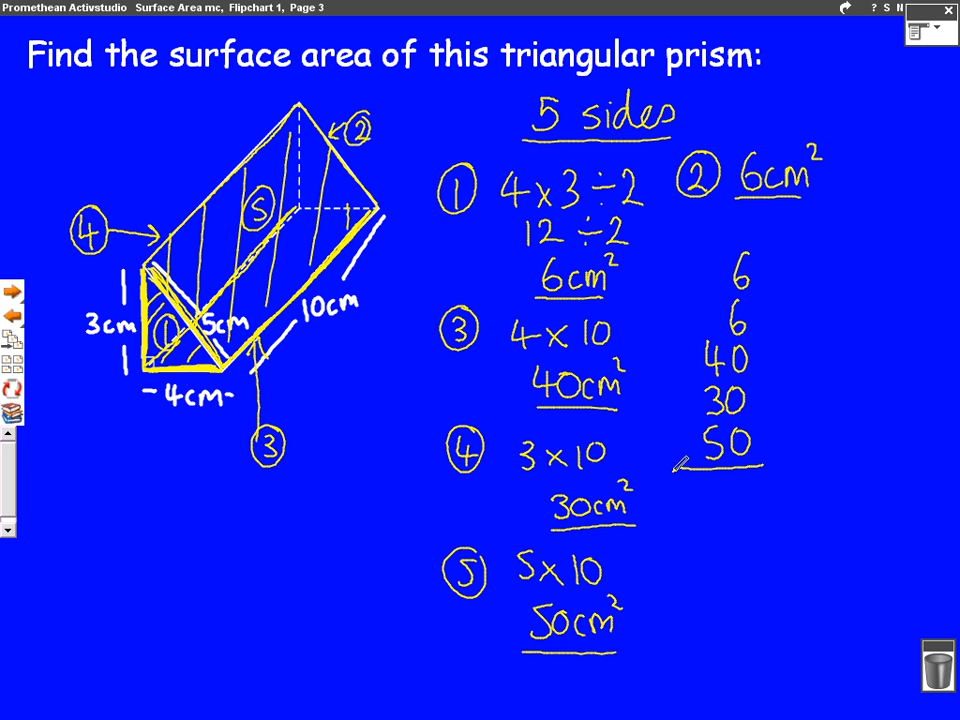 Promethean Activstudio Surface Area mc, Flipchart 1, Page 3
? S N
Find the surface area of this triangular prism:
5 sides
② ④ ⑤ ①
3cm
5cm
10cm
-4cm-
③
① 4 x 3 ÷ 2
12 ÷ 2
6cm²
② 6cm²
③ 4 x 10
40cm²
④ 3 x 10
30cm²
⑤ 5 x 10
50cm²
6
6
40
30
50